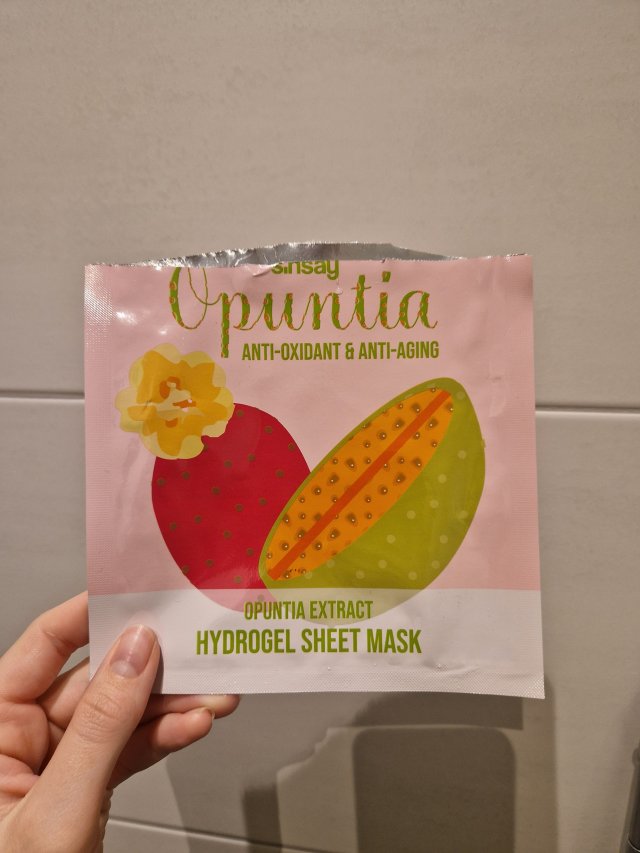 sinsay
Opuntia
ANTI-OXIDANT & ANTI-AGING
OPUNTIA EXTRACT
HYDROGEL SHEET MASK